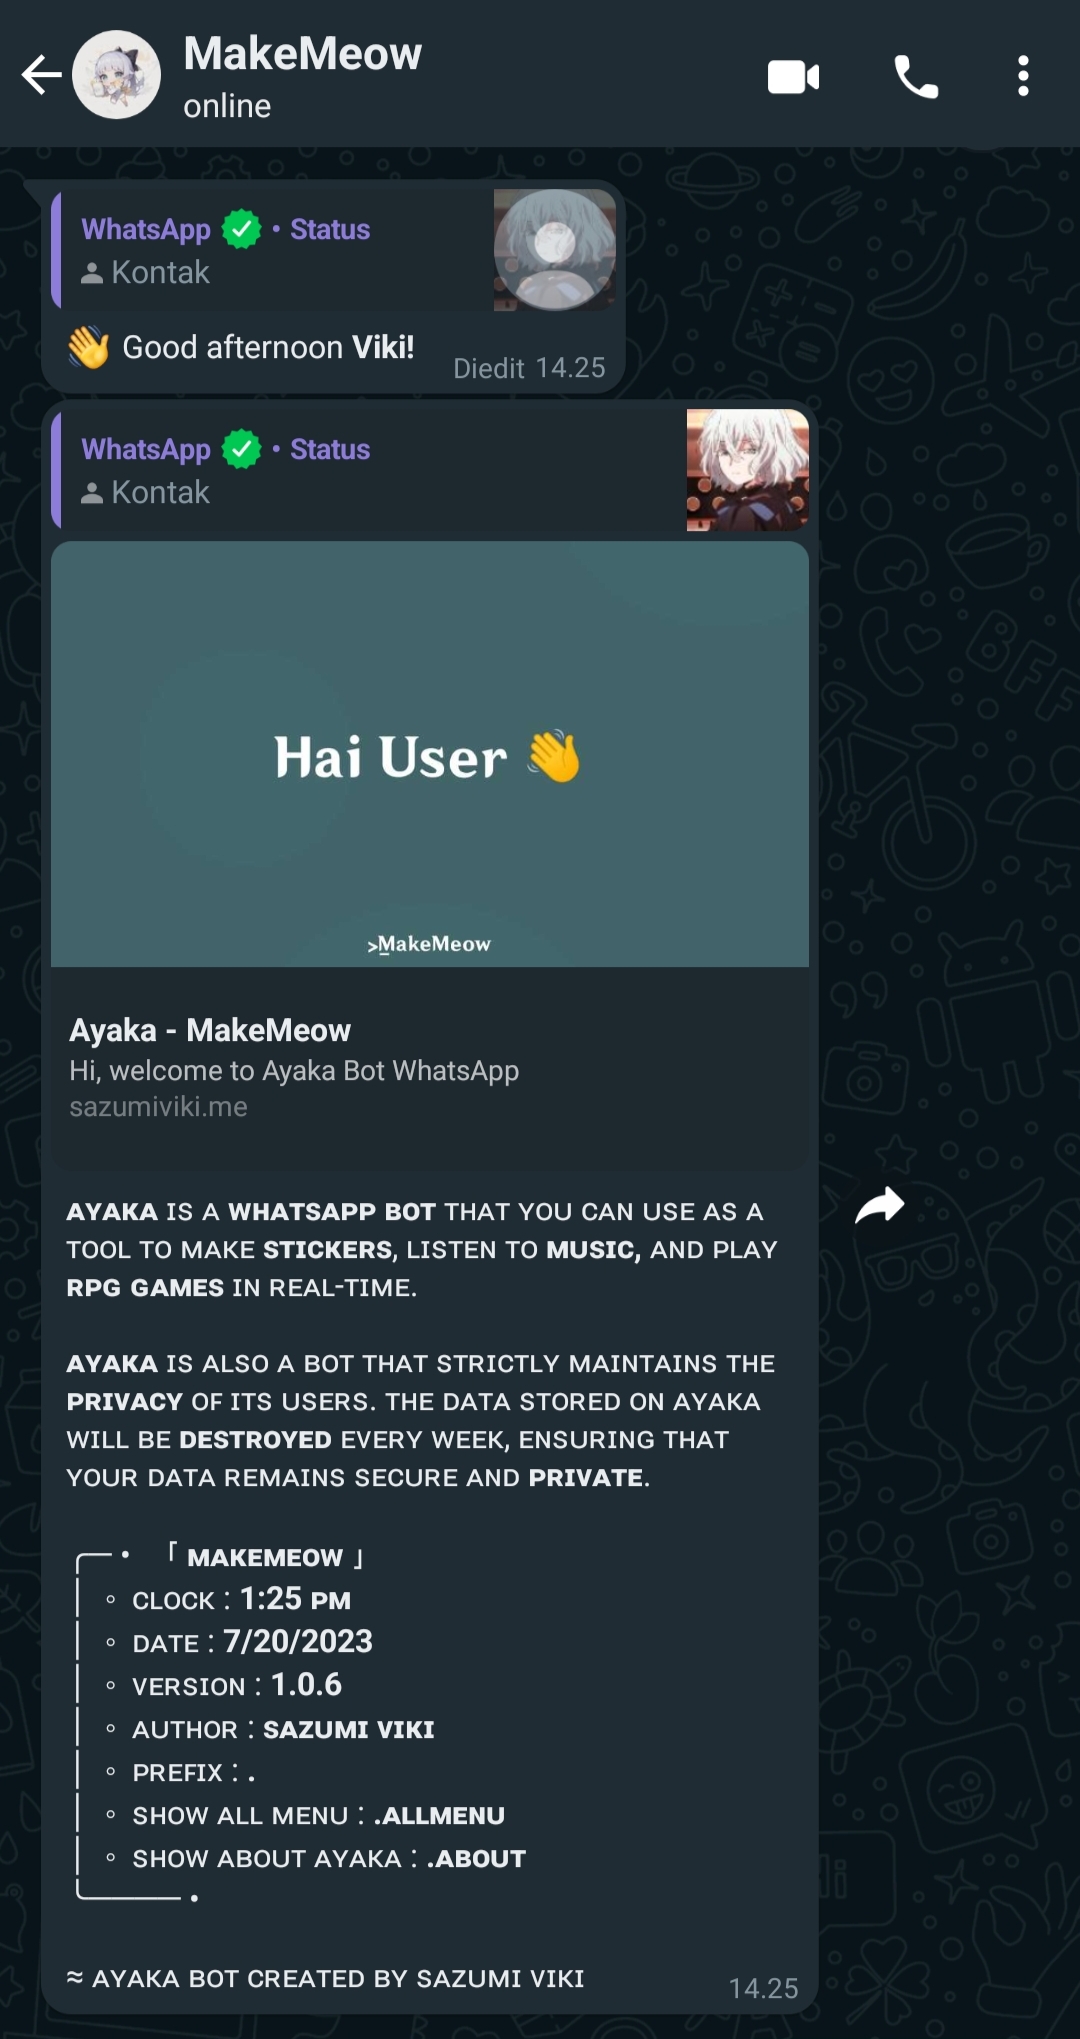 MakeMeow
online
WhatsApp • Status
Kontak
👋 Good afternoon Viki!
Diedit 14.25
WhatsApp • Status
Kontak
Hai User 👋
>MakeMeow
Ayaka - MakeMeow
Hi, welcome to Ayaka Bot WhatsApp
sazumiviki.me
AYAKA IS A WHATSAPP BOT THAT YOU CAN USE AS A
TOOL TO MAKE STICKERS, LISTEN TO MUSIC, AND PLAY
RPG GAMES IN REAL-TIME.
AYAKA IS ALSO A BOT THAT STRICTLY MAINTAINS THE
PRIVACY OF ITS USERS. THE DATA STORED ON AYAKA
WILL BE DESTROYED EVERY WEEK, ENSURING THAT
YOUR DATA REMAINS SECURE AND PRIVATE.
╭─ • 「 MAKEMEOW 」
│ ◦ CLOCK : 1:25 PM
│ ◦ DATE : 7/20/2023
│ ◦ VERSION : 1.0.6
│ ◦ AUTHOR : SAZUMI VIKI
│ ◦ PREFIX : .
│ ◦ SHOW ALL MENU : .ALLMENU
│ ◦ SHOW ABOUT AYAKA : .ABOUT
╰──── •
≈ AYAKA BOT CREATED BY SAZUMI VIKI
14.25